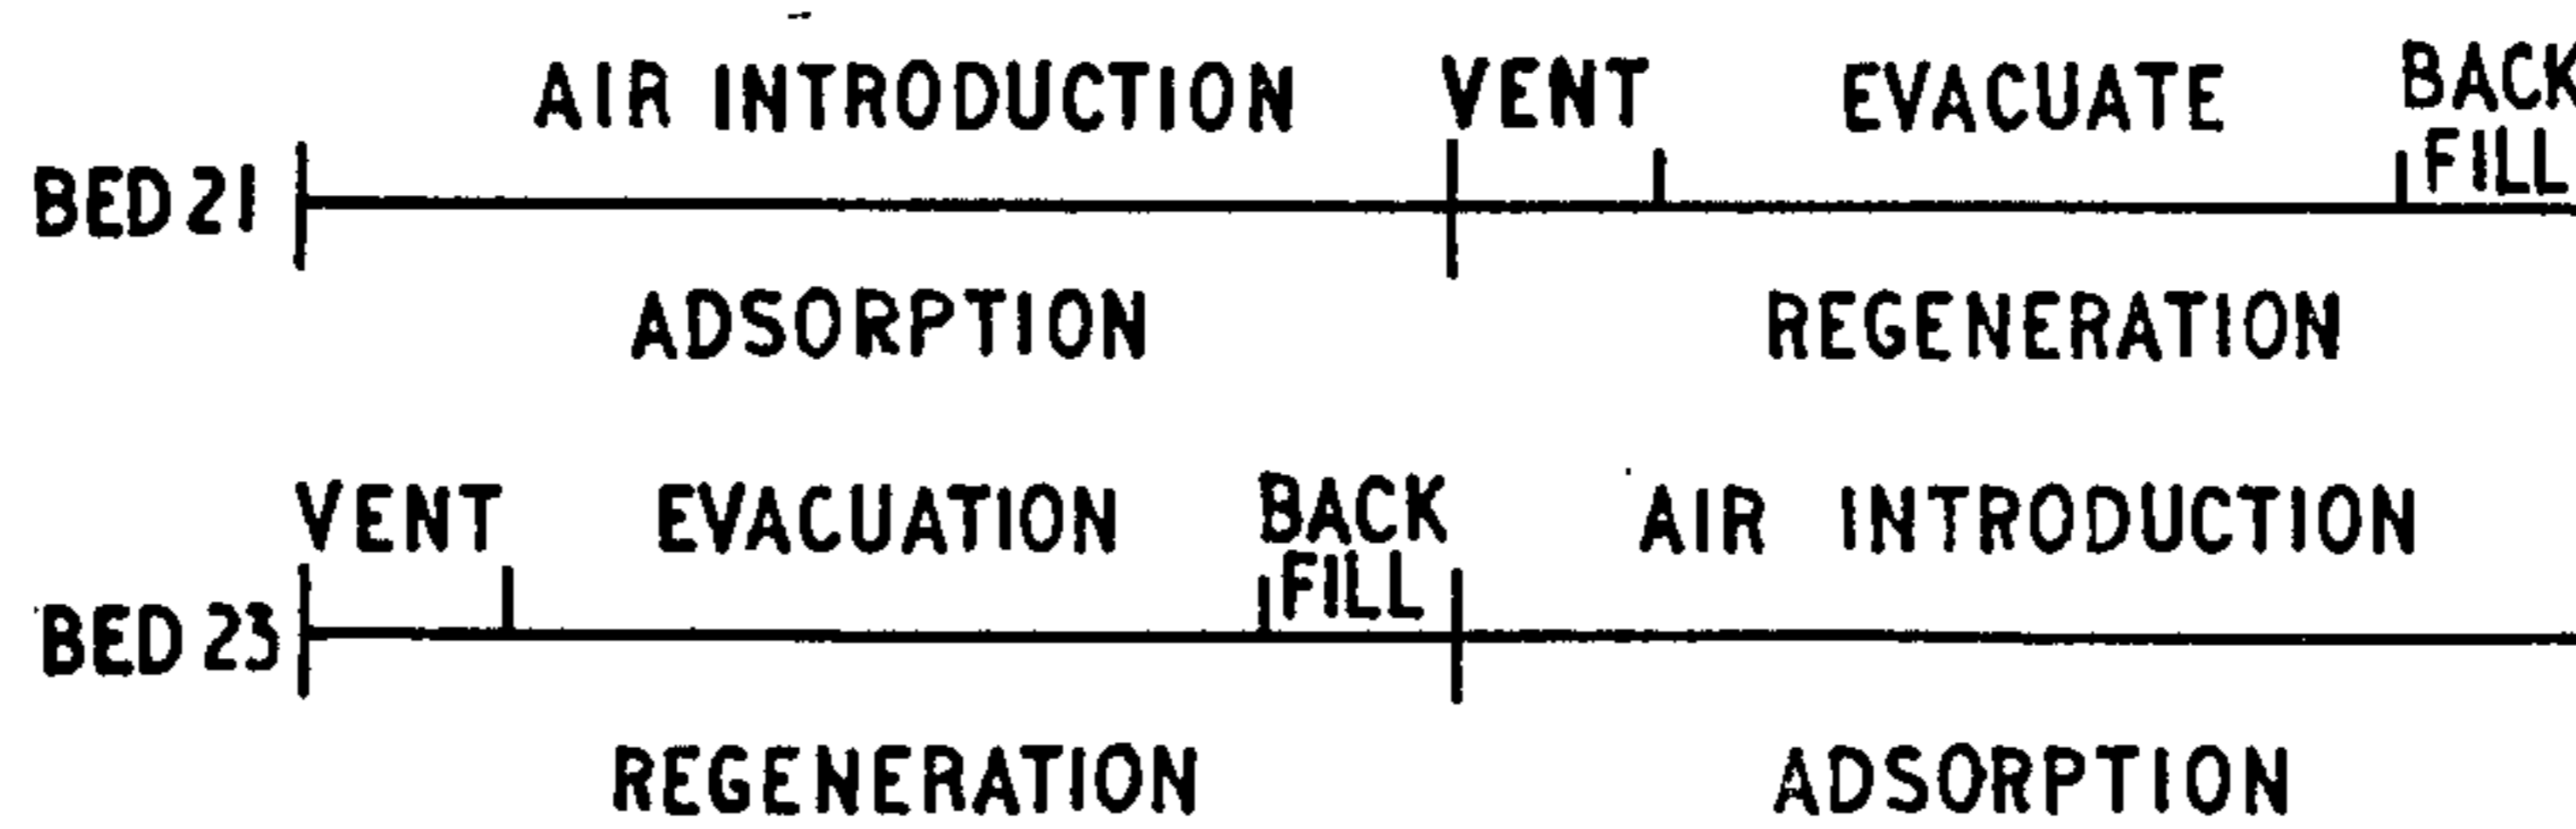 AIR INTRODUCTION VENT EVACUATE BACK
FILL
BED 21
ADSORPTION REGENERATION
VENT EVACUATION BACK AIR INTRODUCTION
FILL
BED 23
REGENERATION ADSORPTION